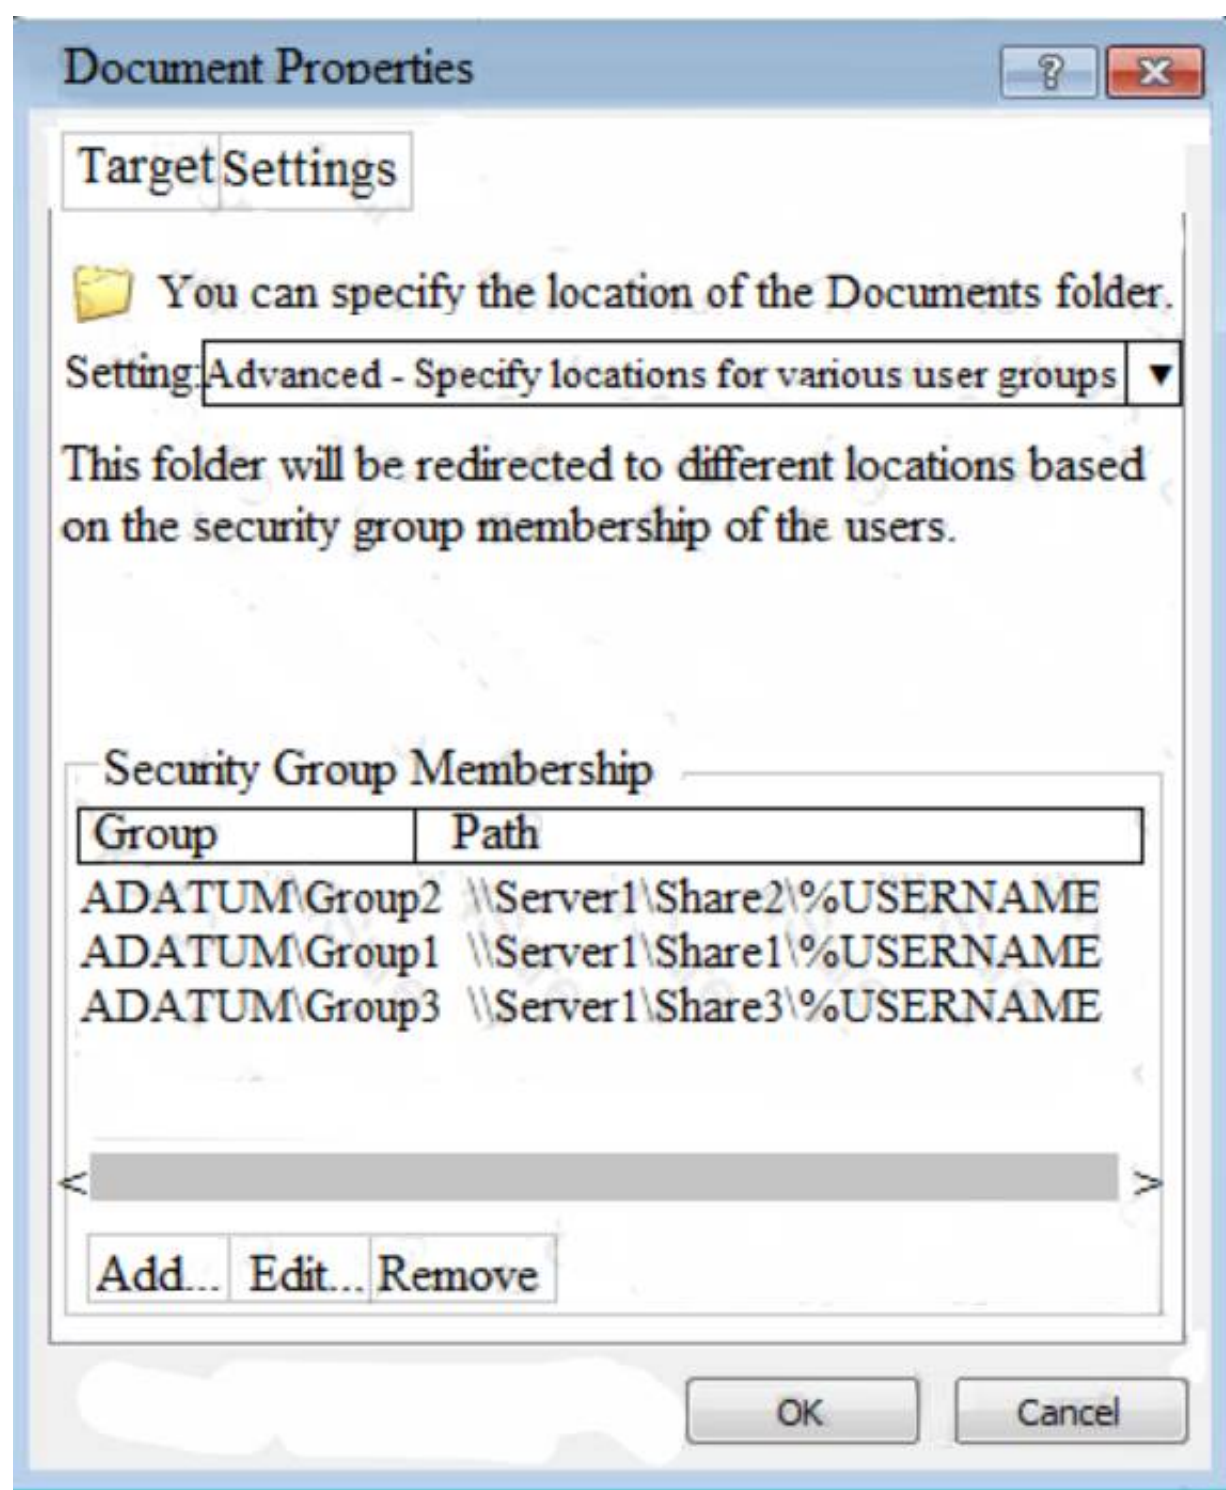 Document Properties
?
Target Settings
You can specify the location of the Documents folder.
Setting: Advanced - Specify locations for various user groups
This folder will be redirected to different locations based
on the security group membership of the users.
Security Group Membership
Group Path
ADATUM\Group2 \\Server1\Share2\%USERNAME
ADATUM\Group1 \\Server1\Share1\%USERNAME
ADATUM\Group3 \\Server1\Share3\%USERNAME
< >
Add... Edit... Remove
OK Cancel